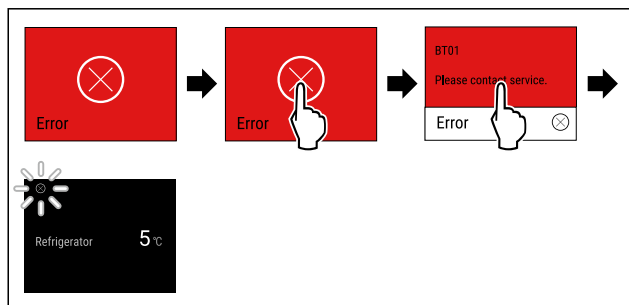 Error
Error
BT01
Please contact service.
Error
Refrigerator 5 °C